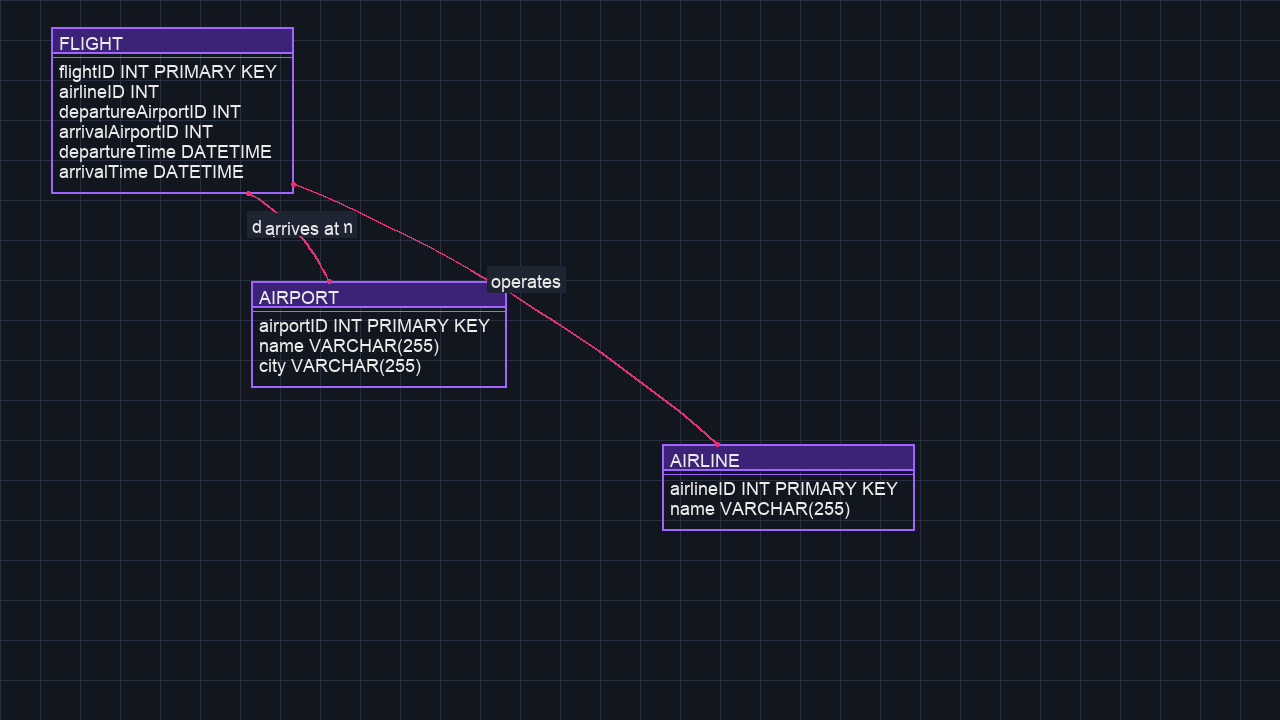 FLIGHT
flightID INT PRIMARY KEY
airlineID INT
departureAirportID INT
arrivalAirportID INT
departureTime DATETIME
arrivalTime DATETIME
arrives at
operates
AIRPORT
airportID INT PRIMARY KEY
name VARCHAR(255)
city VARCHAR(255)
AIRLINE
airlineID INT PRIMARY KEY
name VARCHAR(255)